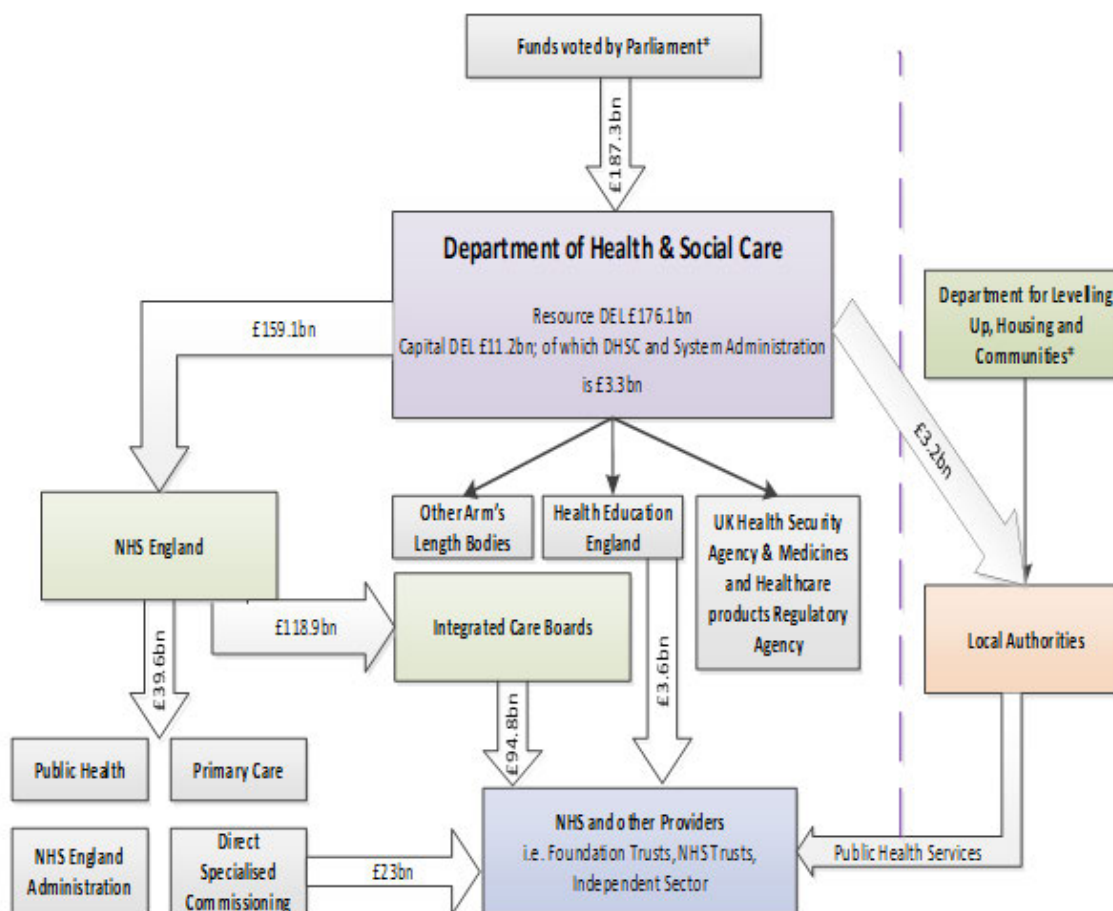 Funds voted by Parliament*
£187.3bn
Department of Health & Social Care
Resource DEL £176.1bn
Capital DEL £11.2bn; of which DHSC and System Administration
is £3.3bn
£159.1bn
£3.2bn
Department for Levelling
Up, Housing and
Communities*
NHS England
Other Arm's
Length Bodies
Health Education
England
UK Health Security
Agency & Medicines
and Healthcare
products Regulatory
Agency
£118.9bn
Integrated Care Boards
Local Authorities
£39.6bn
£94.8bn
£3.6bn
Public Health
Primary Care
NHS England
Administration
Direct
Specialised
Commissioning
£23bn
NHS and other Providers
i.e. Foundation Trusts, NHS Trusts,
Independent Sector
Public Health Services